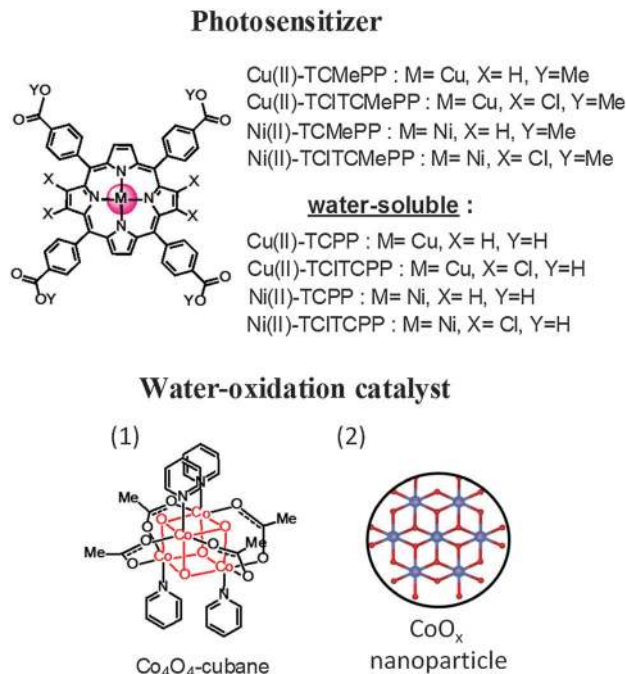 Photosensitizer
Cu(II)-TCMePP : M= Cu, X= H, Y=Me
Cu(II)-TClTCMePP : M= Cu, X= Cl, Y=Me
Ni(II)-TCMePP : M= Ni, X= H, Y=Me
Ni(II)-TClTCMePP : M= Ni, X= Cl, Y=Me
water-soluble :
Cu(II)-TCPP : M= Cu, X= H, Y=H
Cu(II)-TClTCPP : M= Cu, X= Cl, Y=H
Ni(II)-TCPP : M= Ni, X= H, Y=H
Ni(II)-TClTCPP : M= Ni, X= Cl, Y=H
YO OY
O O
X X
N
N M N
X N X
O O
OY YO
Water-oxidation catalyst
(1) (2)
N N
Me O O O Me
Co
O O
Co
Me O O Me
Co O O
O Co O
N N
Co₄O₄-cubane
CoOₓ
nanoparticle